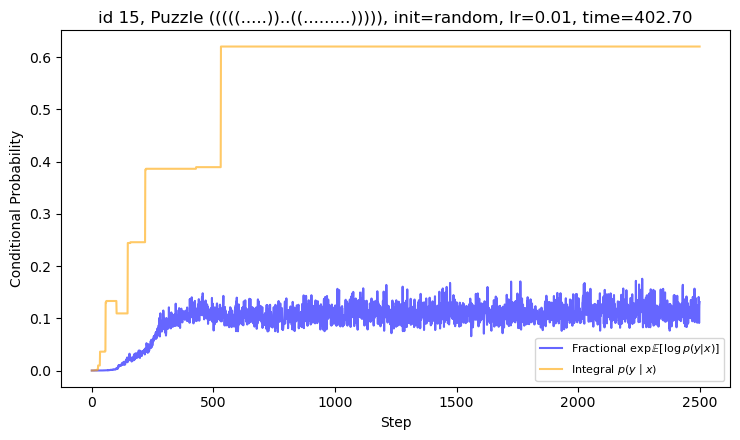 id 15, Puzzle (((((.....))..((.........))))), init=random, lr=0.01, time=402.70
Conditional Probability
0.6
0.5
0.4
0.3
0.2
0.1
0.0
0
500
1000
1500
2000
2500
Step
Fractional exp𝔼[log p(y|x)]
Integral p(y | x)